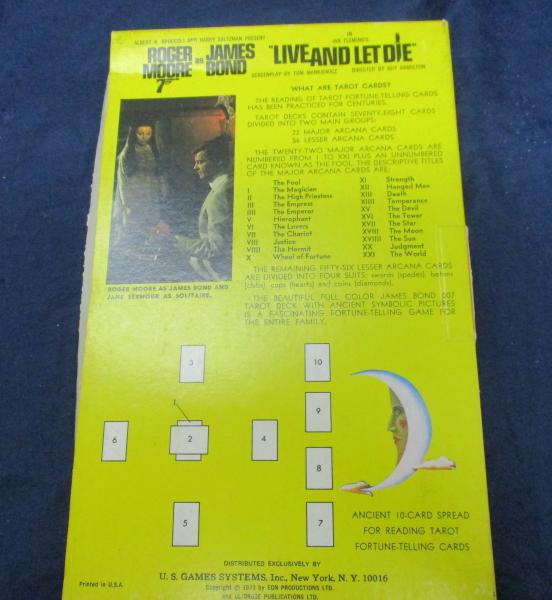 ALBERT R. BROCCOLI AND HARRY SALTZMAN PRESENT
ROGER MOORE as JAMES BOND
007
IN
IAN FLEMING'S
"LIVE AND LET DIE"
SCREENPLAY BY TOM MANKIEWICZ DIRECTED BY GUY HAMILTON
WHAT ARE TAROT CARDS?
THE READING OF TAROT FORTUNE-TELLING CARDS
HAS BEEN PRACTICED FOR CENTURIES.
TAROT DECKS CONTAIN SEVENTY-EIGHT CARDS
DIVIDED INTO TWO MAIN GROUPS:
22 MAJOR ARCANA CARDS
56 LESSER ARCANA CARDS
THE TWENTY-TWO MAJOR ARCANA CARDS ARE
NUMBERED FROM I TO XXI PLUS AN UNNUMBERED
CARD KNOWN AS THE FOOL. THE DESCRIPTIVE TITLES
OF THE MAJOR ARCANA CARDS ARE:
The Fool
I The Magician
II The High Priestess
III The Empress
IIII The Emperor
V Hierophant
VI The Lovers
VII The Chariot
VIII Justice
VIIII The Hermit
X Wheel of Fortune
XI Strength
XII Hanged Man
XIII Death
XIIII Temperance
XV The Devil
XVI The Tower
XVII The Star
XVIII The Moon
XVIIII The Sun
XX Judgment
XXI The World
ROGER MOORE AS JAMES BOND AND
JANE SEYMOUR AS SOLITAIRE.
THE REMAINING FIFTY-SIX LESSER ARCANA CARDS
ARE DIVIDED INTO FOUR SUITS: swords (spades), batons
(clubs), cups (hearts) and coins (diamonds).
THE BEAUTIFUL FULL COLOR JAMES BOND 007
TAROT DECK WITH ANCIENT SYMBOLIC PICTURES
IS A FASCINATING FORTUNE-TELLING GAME FOR
THE ENTIRE FAMILY.
3
10
1
9
6
2
4
8
5
7
ANCIENT 10-CARD SPREAD
FOR READING TAROT
FORTUNE-TELLING CARDS
DISTRIBUTED EXCLUSIVELY BY
U. S. GAMES SYSTEMS, Inc., New York, N. Y. 10016
Printed in U.S.A.
Copyright © 1973 by EON PRODUCTIONS LTD.
and GLIDROSE PUBLICATIONS LTD.